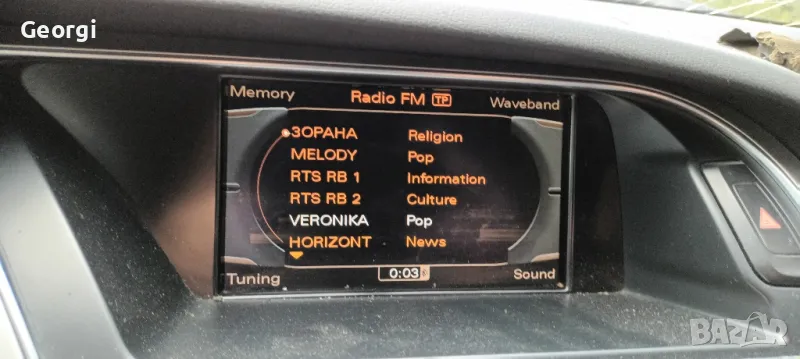 Georgi
Memory Radio FM TP Waveband
ЗОРАНА Religion
MELODY Pop
RTS RB 1 Information
RTS RB 2 Culture
VERONIKA Pop
HORIZONT News
Tuning 0:03 Sound
BAZAR